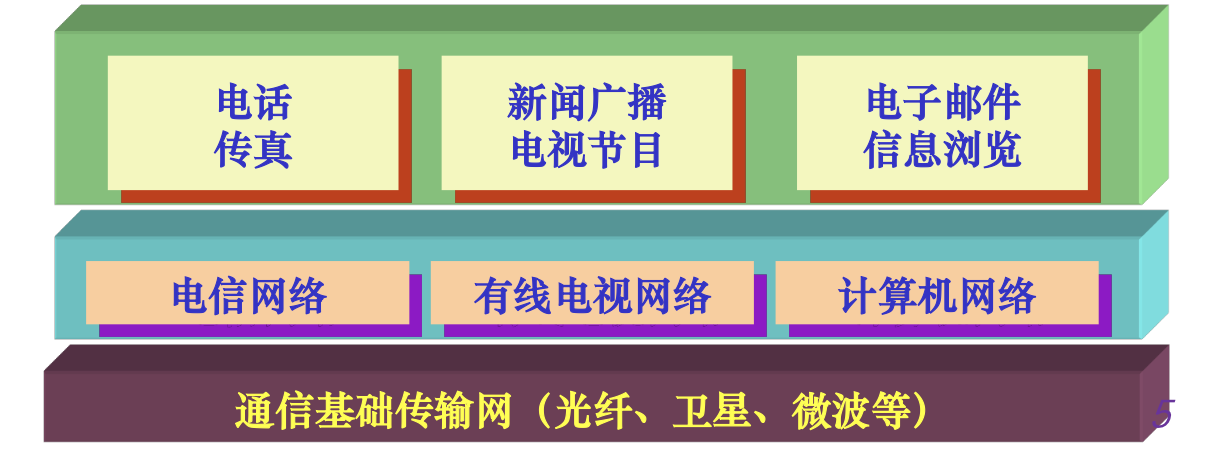 电话
传真
新闻广播
电视节目
电子邮件
信息浏览
电信网络
有线电视网络
计算机网络
通信基础传输网（光纤、卫星、微波等）
5